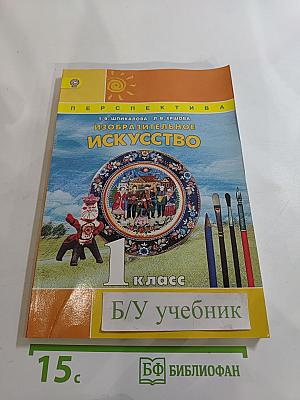 ПЕРСПЕКТИВА
Т.Я. ШПИКАЛОВА Л.В. ЕРШОВА
ИЗОБРАЗИТЕЛЬНОЕ
ИСКУССТВО
1 класс
Б/У учебник
15с
БФ БИБЛИОФАН